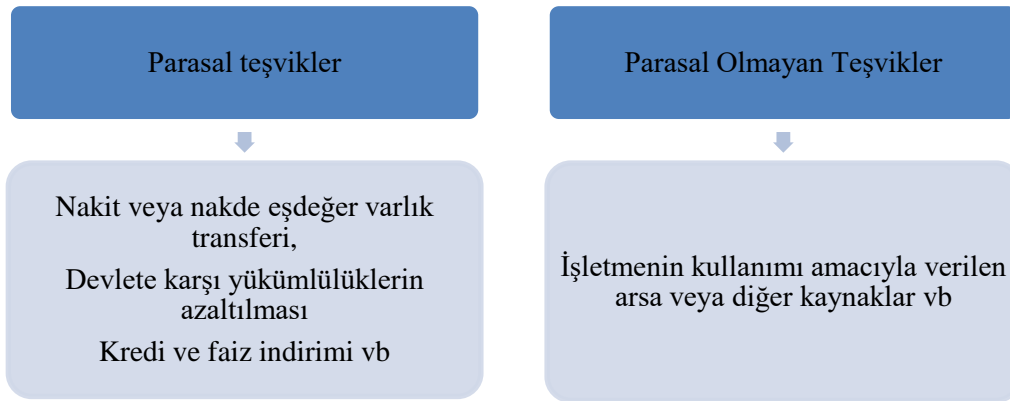 Parasal teşvikler
Nakit veya nakde eşdeğer varlık
transferi,
Devlete karşı yükümlülüklerin
azaltılması
Kredi ve faiz indirimi vb
Parasal Olmayan Teşvikler
İşletmenin kullanımı amacıyla verilen
arsa veya diğer kaynaklar vb